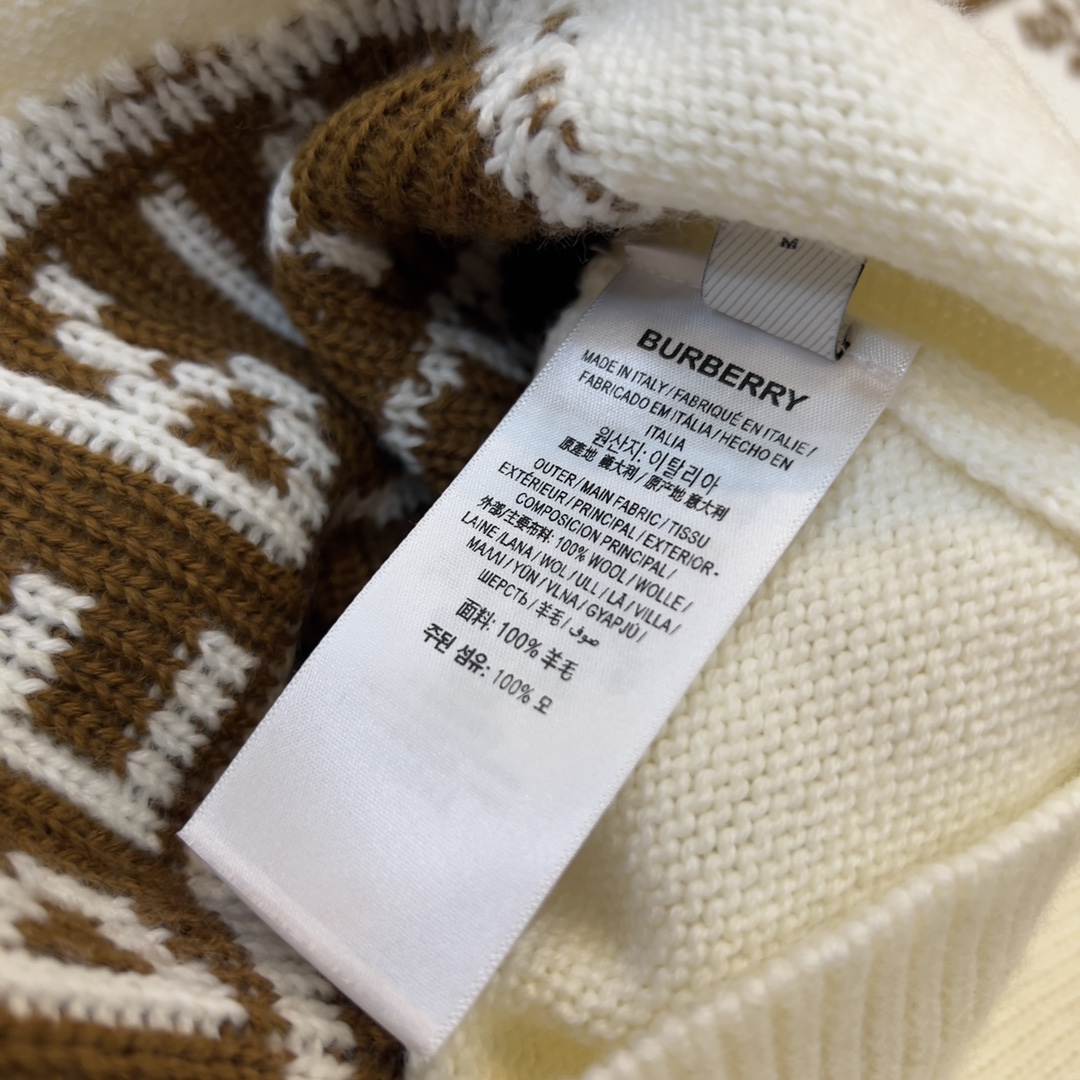 M
BURBERRY
MADE IN ITALY / FABRIQUÉ EN ITALIE /
FABRICADO EM ITÁLIA / HECHO EN
ITALIA
원산지: 이탈리아
原產地 義大利 / 原产地 意大利
OUTER / MAIN FABRIC / TISSU
EXTÉRIEUR / PRINCIPAL / EXTERIOR-
COMPOSICION PRINCIPAL /
外部/主要布料: 100% WOOL / WOLLE /
LAINE / LANA / WOL / ULL / LÃ / VILLA /
ΜΑΛΛΙ / YÜN / VLNA / GYAPJÚ /
ШЕРСТЬ / 羊毛 / صوف
面料: 100% 羊毛
주된 섬유: 100% 모